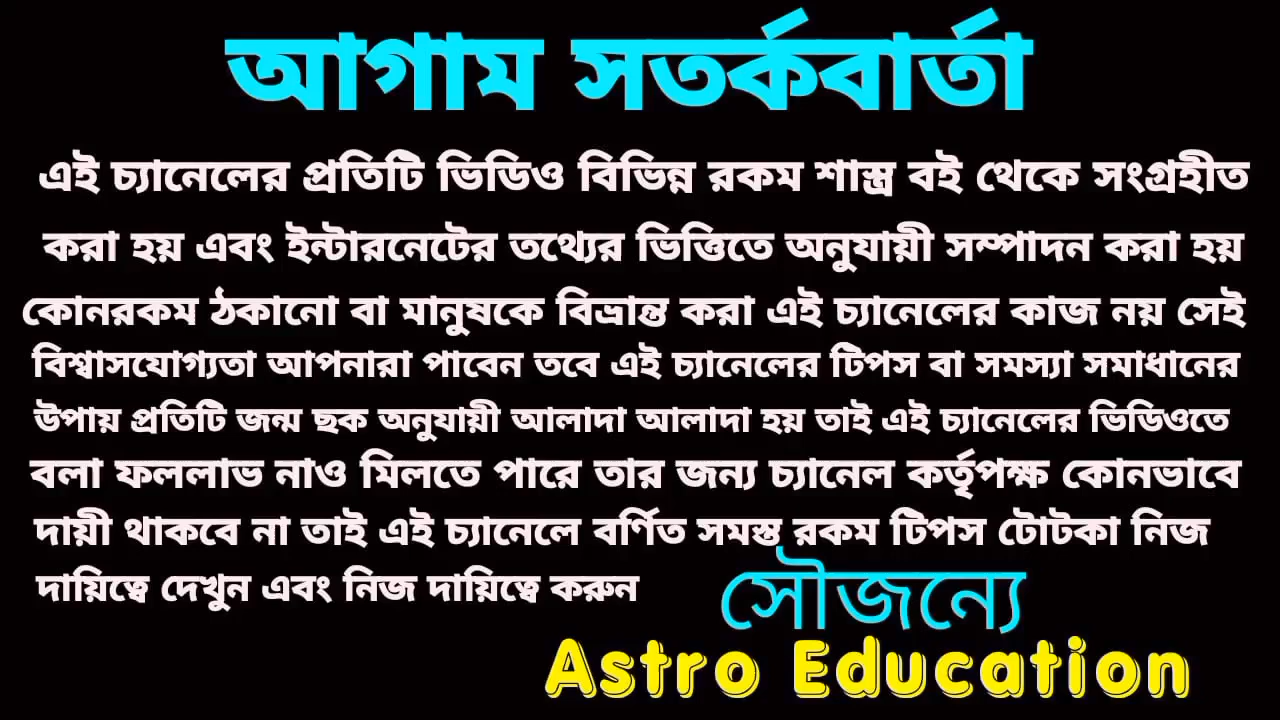 আগাম সতর্কবার্তা
এই চ্যানেলের প্রতিটি ভিডিও বিভিন্ন রকম শাস্ত্র বই থেকে সংগ্রহীত
করা হয় এবং ইন্টারনেটের তথ্যের ভিত্তিতে অনুযায়ী সম্পাদন করা হয়
কোনরকম ঠকানো বা মানুষকে বিভ্রান্ত করা এই চ্যানেলের কাজ নয় সেই
বিশ্বাসযোগ্যতা আপনারা পাবেন তবে এই চ্যানেলের টিপস বা সমস্যা সমাধানের
উপায় প্রতিটি জন্ম ছক অনুযায়ী আলাদা আলাদা হয় তাই এই চ্যানেলের ভিডিওতে
বলা ফললাভ নাও মিলতে পারে তার জন্য চ্যানেল কর্তৃপক্ষ কোনভাবে
দায়ী থাকবে না তাই এই চ্যানেলে বর্ণিত সমস্ত রকম টিপস টোটকা নিজ
দায়িত্বে দেখুন এবং নিজ দায়িত্বে করুন
সৌজন্যে
Astro Education